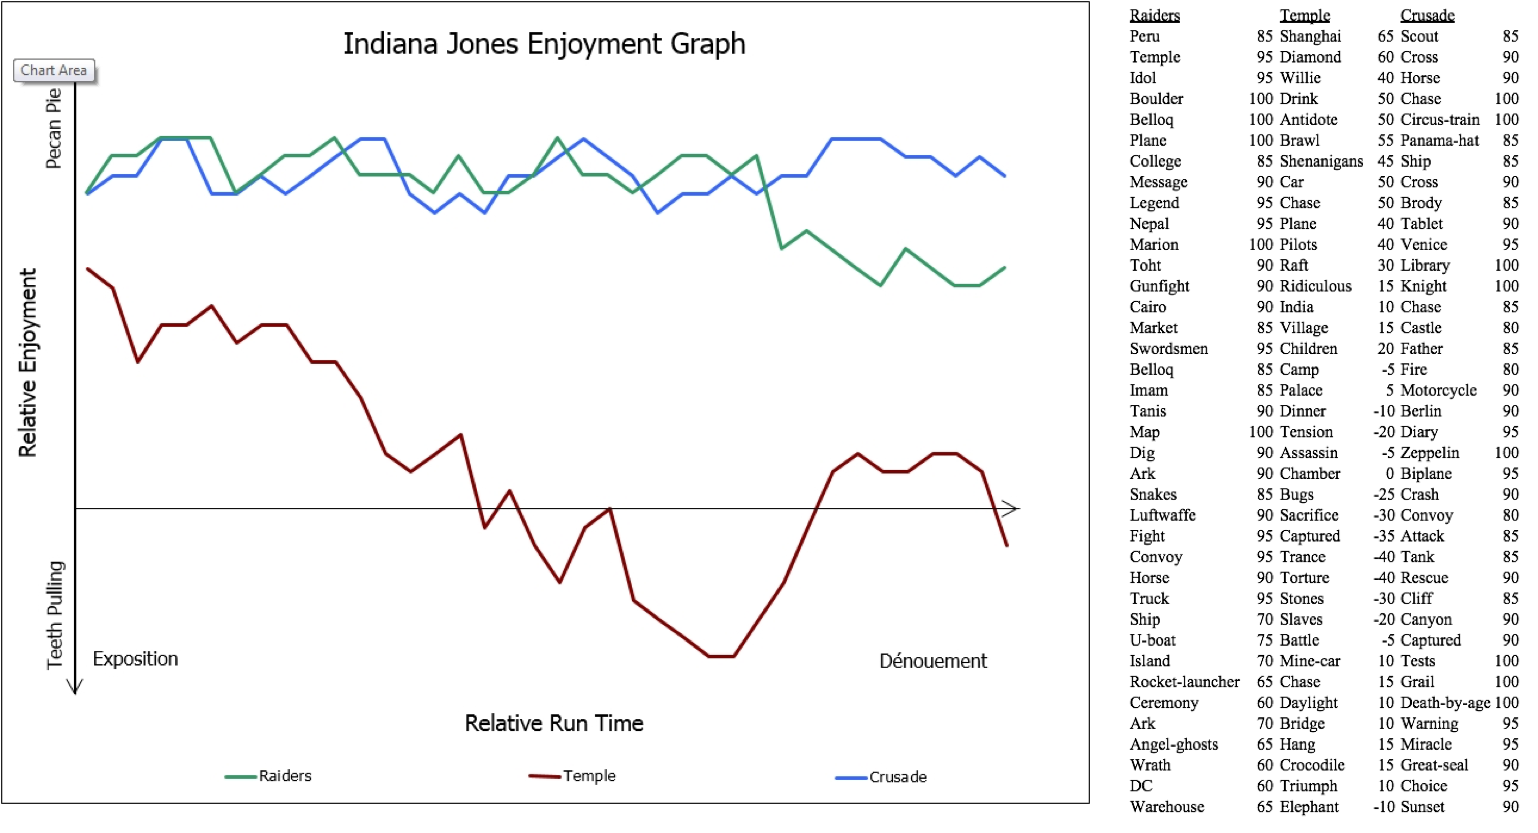 Indiana Jones Enjoyment Graph
Chart Area
Pecan Pie
Relative Enjoyment
Teeth Pulling
Exposition
Dénouement
Relative Run Time
Raiders Temple Crusade
Raiders Temple Crusade
Peru 85 Shanghai 65 Scout 85
Temple 95 Diamond 60 Cross 90
Idol 95 Willie 40 Horse 90
Boulder 100 Drink 50 Chase 100
Belloq 100 Antidote 50 Circus-train 100
Plane 100 Brawl 55 Panama-hat 85
College 85 Shenanigans 45 Ship 85
Message 90 Car 50 Cross 90
Legend 95 Chase 50 Brody 85
Nepal 95 Plane 40 Tablet 90
Marion 100 Pilots 40 Venice 95
Toht 90 Raft 30 Library 100
Gunfight 90 Ridiculous 15 Knight 100
Cairo 90 India 10 Chase 85
Market 85 Village 15 Castle 80
Swordsmen 95 Children 20 Father 85
Belloq 85 Camp -5 Fire 80
Imam 85 Palace 5 Motorcycle 90
Tanis 90 Dinner -10 Berlin 90
Map 100 Tension -20 Diary 95
Dig 90 Assassin -5 Zeppelin 100
Ark 90 Chamber 0 Biplane 95
Snakes 85 Bugs -25 Crash 90
Luftwaffe 90 Sacrifice -30 Convoy 80
Fight 95 Captured -35 Attack 85
Convoy 95 Trance -40 Tank 85
Horse 90 Torture -40 Rescue 90
Truck 95 Stones -30 Cliff 85
Ship 70 Slaves -20 Canyon 90
U-boat 75 Battle -5 Captured 90
Island 70 Mine-car 10 Tests 100
Rocket-launcher 65 Chase 15 Grail 100
Ceremony 60 Daylight 10 Death-by-age 100
Ark 70 Bridge 10 Warning 95
Angel-ghosts 65 Hang 15 Miracle 95
Wrath 60 Crocodile 15 Great-seal 90
DC 60 Triumph 10 Choice 95
Warehouse 65 Elephant -10 Sunset 90